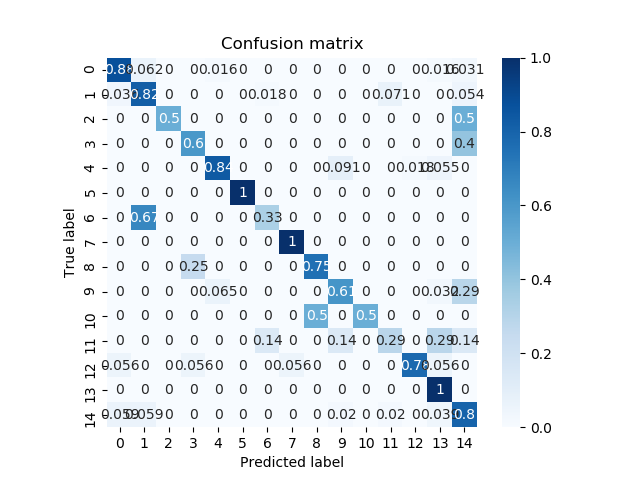 Confusion matrix
0 0.88 0.062 0 0 0.016 0 0 0 0 0 0 0 0 0.016 0.031
1 0.82 0 0 0 0 0.018 0 0 0 0 0.071 0 0 0.054
2 0 0 0.5 0 0 0 0 0 0 0 0 0 0 0 0.5
3 0 0 0 0.6 0 0 0 0 0 0 0 0 0 0 0.4
4 0 0 0 0 0.84 0 0 0 0 0.091 0 0 0.018 0.055 0
5 0 0 0 0 0 1 0 0 0 0 0 0 0 0 0
6 0 0.67 0 0 0 0 0.33 0 0 0 0 0 0 0 0
7 0 0 0 0 0 0 0 1 0 0 0 0 0 0 0
8 0 0 0 0.25 0 0 0 0 0.75 0 0 0 0 0 0
9 0 0 0 0 0.065 0 0 0 0 0.61 0 0 0 0.032 0.29
10 0 0 0 0 0 0 0 0 0.5 0 0.5 0 0 0 0
11 0 0 0 0 0 0 0.14 0 0 0.14 0 0.29 0 0.29 0.14
12 0.056 0 0 0.056 0 0 0 0.056 0 0 0 0 0.78 0.056 0
13 0 0 0 0 0 0 0 0 0 0 0 0 0 1 0
14 0.059 0.059 0 0 0 0 0 0 0 0.02 0 0.02 0 0.039 0.8
0 1 2 3 4 5 6 7 8 9 10 11 12 13 14
Predicted label
True label
1.0
0.8
0.6
0.4
0.2
0.0